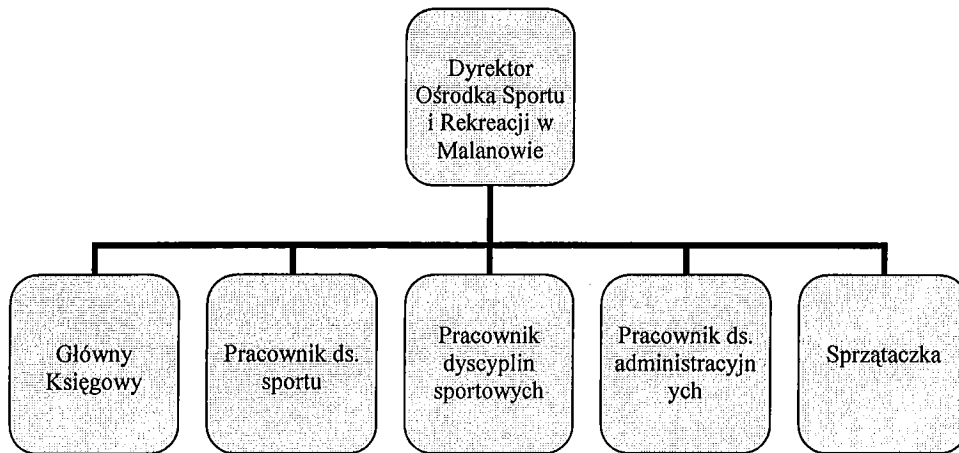 Dyrektor
Ośrodka Sportu
i Rekreacji w
Malanowie
Główny
Księgowy
Pracownik ds.
sportu
Pracownik
dyscyplin
sportowych
Pracownik ds.
administracyjn
ych
Sprzątaczka